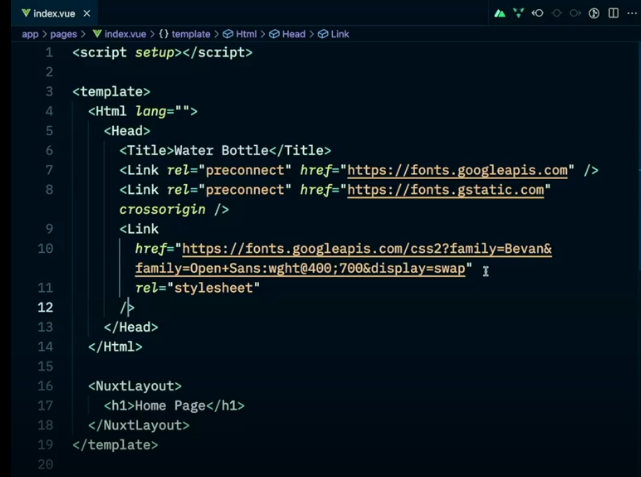 index.vue
app > pages > index.vue > {} template > Html > Head > Link
1 <script setup></script>
2
3 <template>
4 <Html lang="">
5 <Head>
6 <Title>Water Bottle</Title>
7 <Link rel="preconnect" href="https://fonts.googleapis.com" />
8 <Link rel="preconnect" href="https://fonts.gstatic.com"
crossorigin />
9 <Link
10 href="https://fonts.googleapis.com/css2?family=Bevan&
family=Open+Sans:wght@400;700&display=swap"
11 rel="stylesheet"
12 />
13 </Head>
14 </Html>
15
16 <NuxtLayout>
17 <h1>Home Page</h1>
18 </NuxtLayout>
19 </template>
20